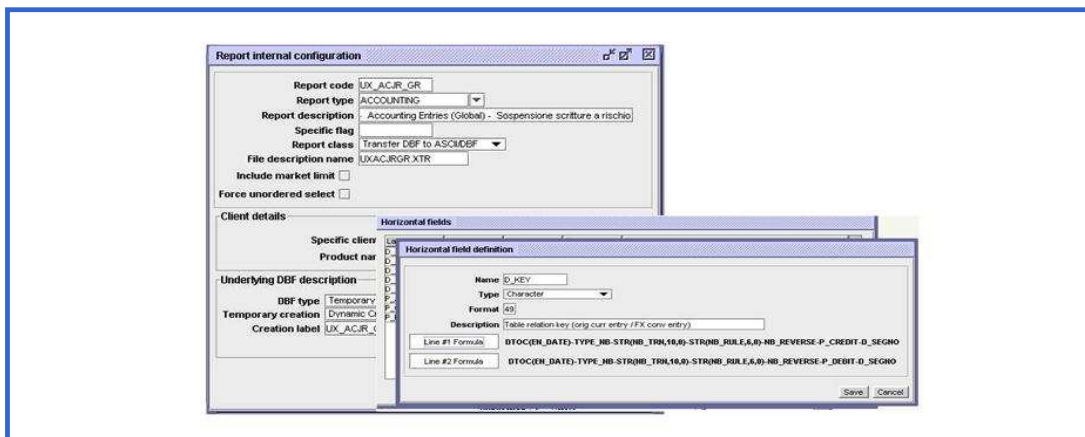 Report internal configuration
Report code UX_ACJR_GR
Report type ACCOUNTING
Report description - Accounting Entries (Global) - Sospensione scritture a rischio
Specific flag
Report class Transfer DBF to ASCII/DBF
File description name UXACJRGR.XTR
Include market limit
Force unordered select
Client details
Horizontal fields
Specific client
Product nam
Horizontal field definition
Name D_KEY
Type Character
Underlying DBF description
Format 49
DBF type Temporary
Description Table relation key (orig curr entry / FX conv entry)
Temporary creation Dynamic Cr
Creation label UX_ACJR_G
Line #1 Formula DTOC(EN_DATE)-TYPE_NB-STR(NB_TRN,10,0)-STR(NB_RULE,6,0)-NB_REVERSE-P_CREDIT-D_SEGNO
Line #2 Formula DTOC(EN_DATE)-TYPE_NB-STR(NB_TRN,10,0)-STR(NB_RULE,6,0)-NB_REVERSE-P_DEBIT-D_SEGNO
Save Cancel